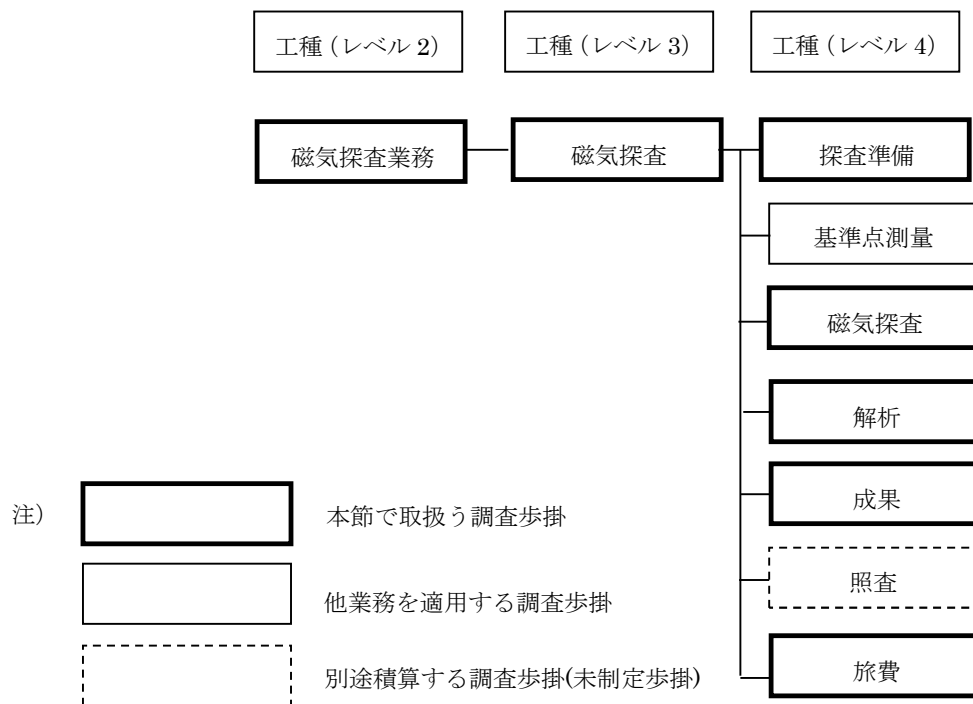 工種（レベル 2）
工種（レベル 3）
工種（レベル 4）
磁気探査業務
磁気探査
探査準備
基準点測量
磁気探査
解析
成果
照査
旅費
注）
本節で取扱う調査歩掛
他業務を適用する調査歩掛
別途積算する調査歩掛(未制定歩掛)